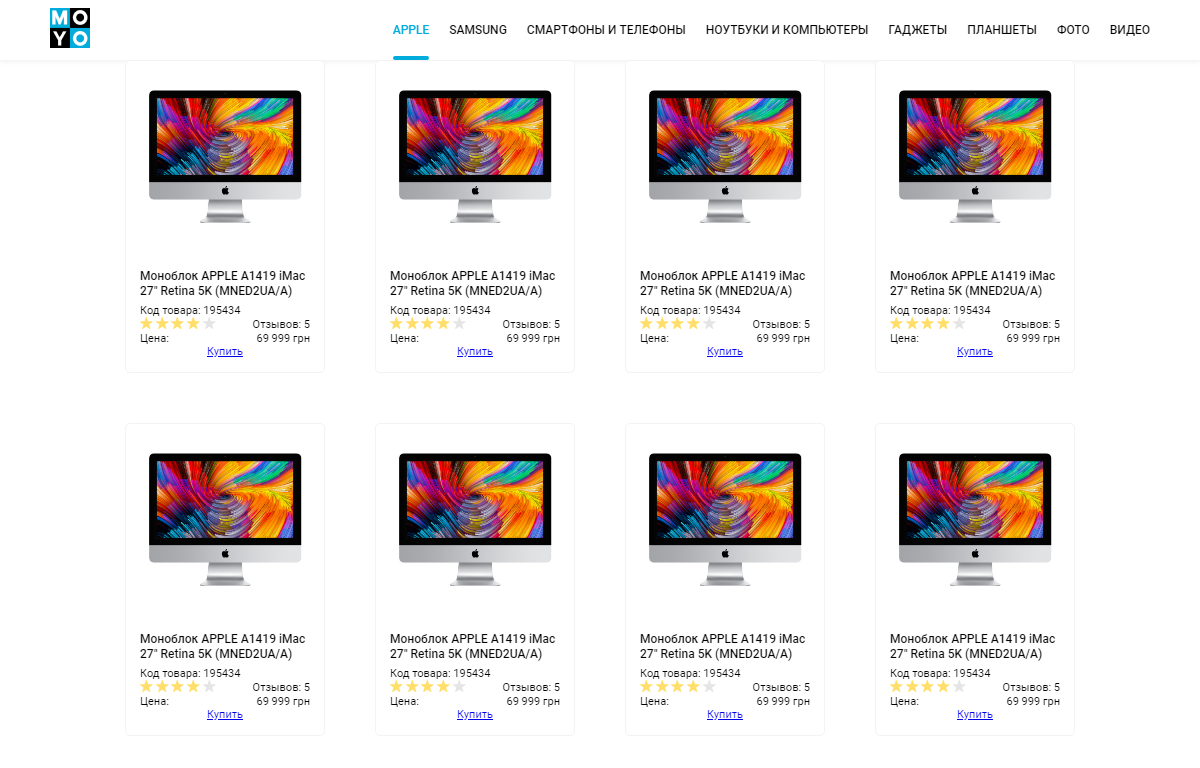 MO
YO
APPLE SAMSUNG СМАРТФОНЫ И ТЕЛЕФОНЫ НОУТБУКИ И КОМПЬЮТЕРЫ ГАДЖЕТЫ ПЛАНШЕТЫ ФОТО ВИДЕО
Моноблок APPLE A1419 iMac
27" Retina 5K (MNED2UA/A)
Код товара: 195434
Отзывов: 5
Цена: 69 999 грн
Купить
Моноблок APPLE A1419 iMac
27" Retina 5K (MNED2UA/A)
Код товара: 195434
Отзывов: 5
Цена: 69 999 грн
Купить
Моноблок APPLE A1419 iMac
27" Retina 5K (MNED2UA/A)
Код товара: 195434
Отзывов: 5
Цена: 69 999 грн
Купить
Моноблок APPLE A1419 iMac
27" Retina 5K (MNED2UA/A)
Код товара: 195434
Отзывов: 5
Цена: 69 999 грн
Купить
Моноблок APPLE A1419 iMac
27" Retina 5K (MNED2UA/A)
Код товара: 195434
Отзывов: 5
Цена: 69 999 грн
Купить
Моноблок APPLE A1419 iMac
27" Retina 5K (MNED2UA/A)
Код товара: 195434
Отзывов: 5
Цена: 69 999 грн
Купить
Моноблок APPLE A1419 iMac
27" Retina 5K (MNED2UA/A)
Код товара: 195434
Отзывов: 5
Цена: 69 999 грн
Купить
Моноблок APPLE A1419 iMac
27" Retina 5K (MNED2UA/A)
Код товара: 195434
Отзывов: 5
Цена: 69 999 грн
Купить